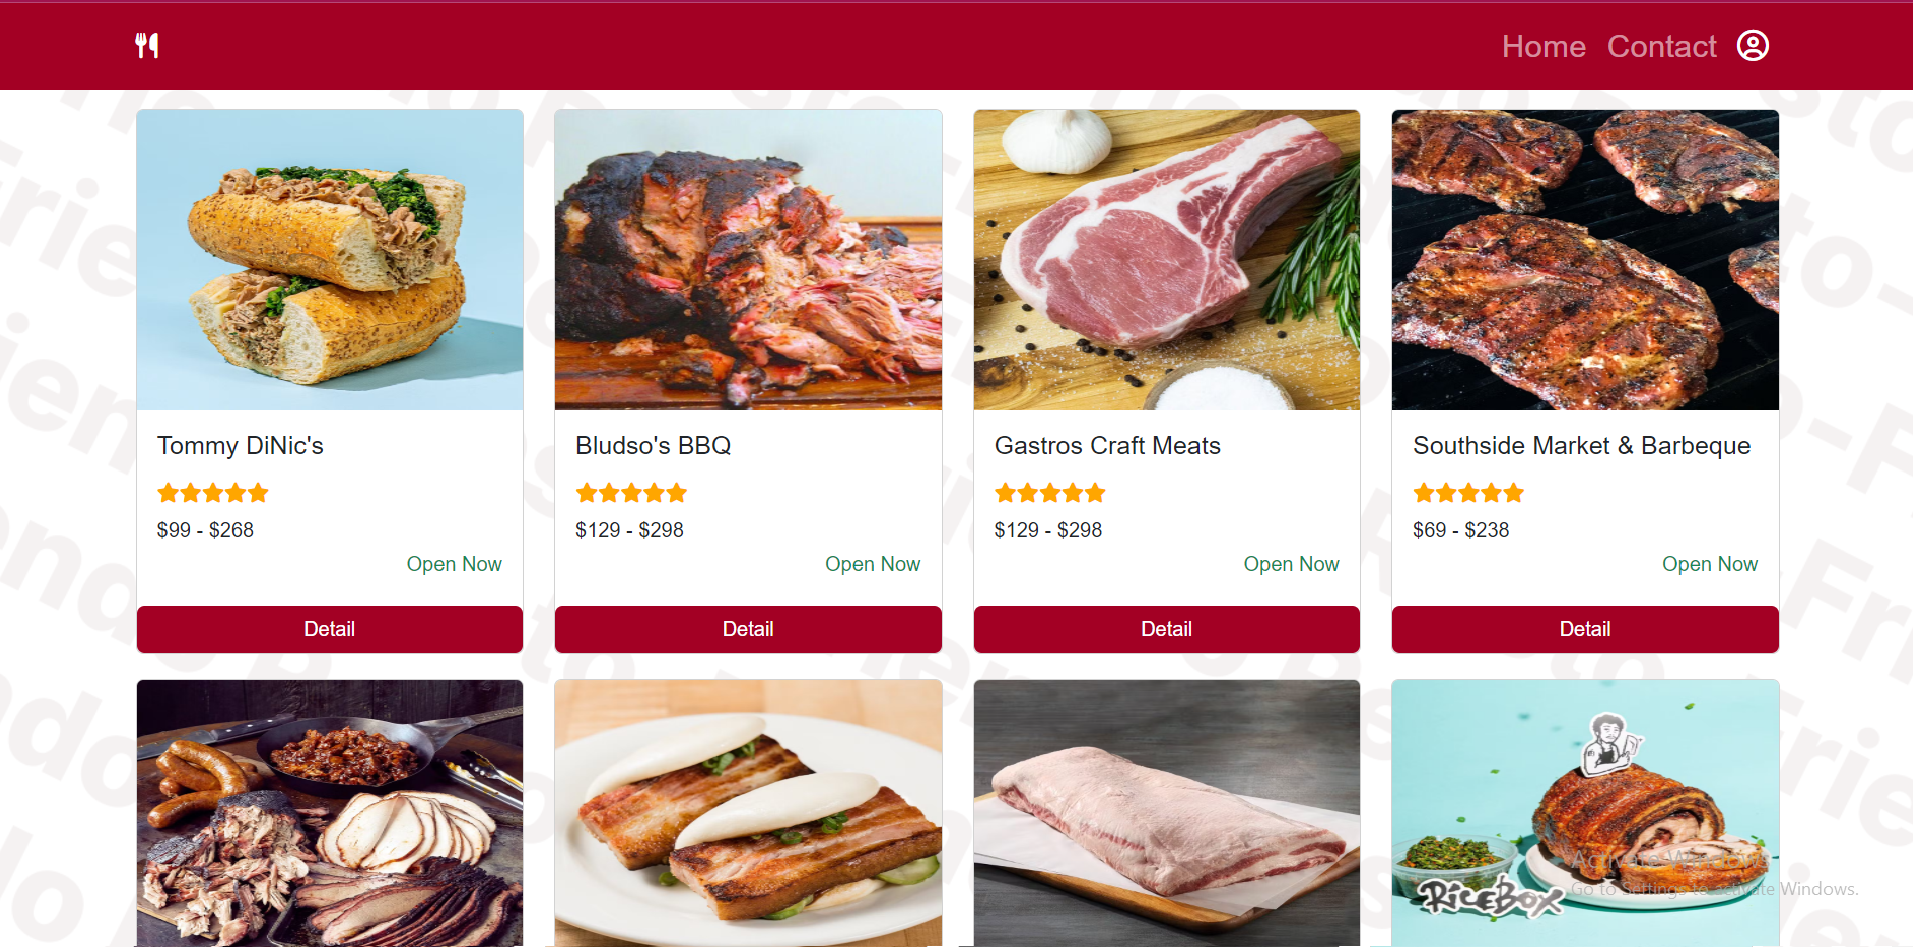 Home Contact
Tommy DiNic's
$99 - $268
Open Now
Detail
Bludso's BBQ
$129 - $298
Open Now
Detail
Gastros Craft Meats
$129 - $298
Open Now
Detail
Southside Market & Barbeque
$69 - $238
Open Now
Detail
RICEBOX
Activate Windows
Go to Settings to activate Windows.